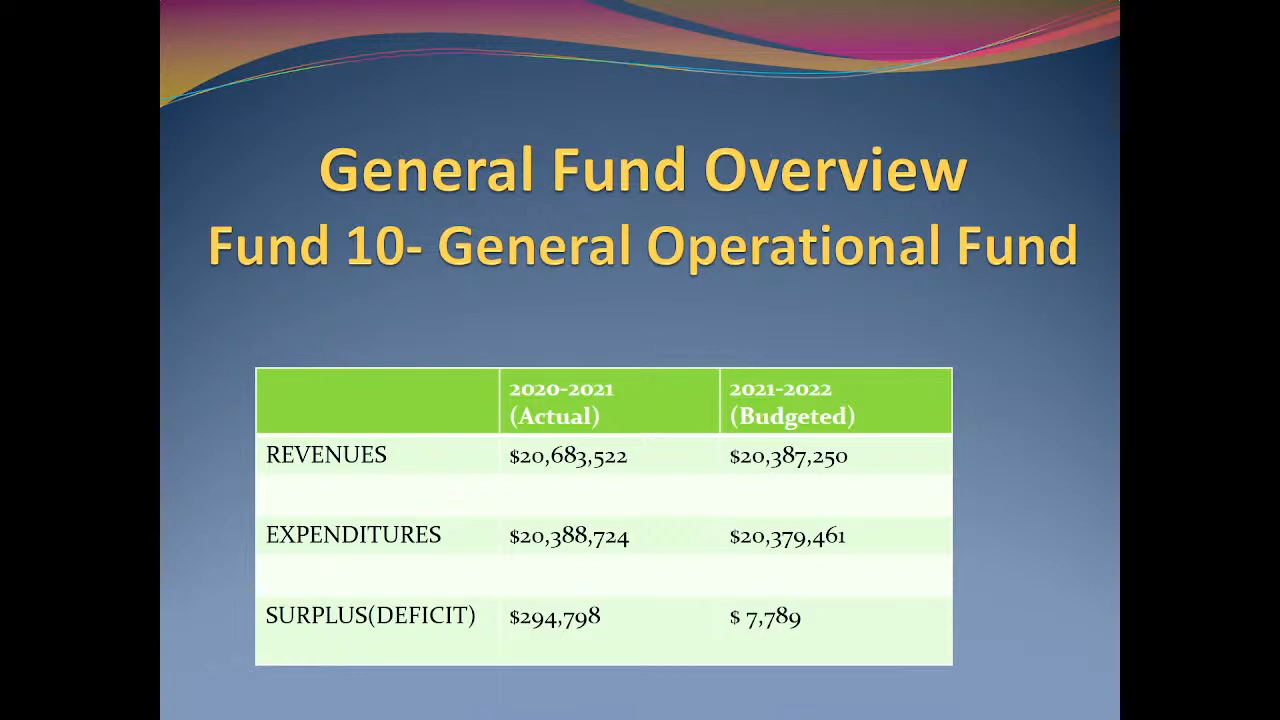 General Fund Overview
Fund 10- General Operational Fund
2020-2021 2021-2022
(Actual) (Budgeted)
REVENUES $20,683,522 $20,387,250
EXPENDITURES $20,388,724 $20,379,461
SURPLUS(DEFICIT) $294,798 $ 7,789